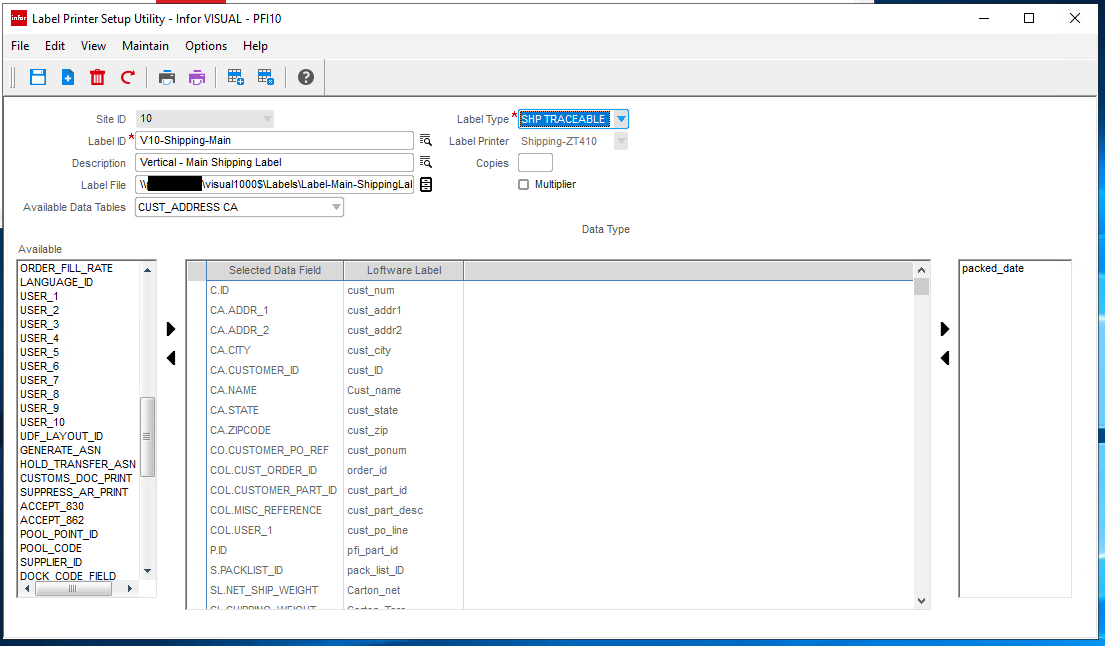 infor Label Printer Setup Utility - Infor VISUAL - PFI10
File Edit View Maintain Options Help
Site ID 10
Label Type * SHP TRACEABLE
Label ID * V10-Shipping-Main
Label Printer Shipping-ZT410
Description Vertical - Main Shipping Label
Copies
Label File \\ \visual1000$\Labels\Label-Main-ShippingLal
Multiplier
Available Data Tables CUST_ADDRESS CA
Data Type
Available
ORDER_FILL_RATE
LANGUAGE_ID
USER_1
USER_2
USER_3
USER_4
USER_5
USER_6
USER_7
USER_8
USER_9
USER_10
UDF_LAYOUT_ID
GENERATE_ASN
HOLD_TRANSFER_ASN
CUSTOMS_DOC_PRINT
SUPPRESS_AR_PRINT
ACCEPT_830
ACCEPT_862
POOL_POINT_ID
POOL_CODE
SUPPLIER_ID
DOCK_CODE_FIELD
Selected Data Field Loftware Label
C.ID cust_num
CA.ADDR_1 cust_addr1
CA.ADDR_2 cust_addr2
CA.CITY cust_city
CA.CUSTOMER_ID cust_ID
CA.NAME Cust_name
CA.STATE cust_state
CA.ZIPCODE cust_zip
CO.CUSTOMER_PO_REF cust_ponum
COL.CUST_ORDER_ID order_id
COL.CUSTOMER_PART_ID cust_part_id
COL.MISC_REFERENCE cust_part_desc
COL.USER_1 cust_po_line
P.ID pfi_part_id
S.PACKLIST_ID pack_list_ID
SL.NET_SHIP_WEIGHT Carton_net
SL.SHIPPING_WEIGHT Carton_Tare
packed_date